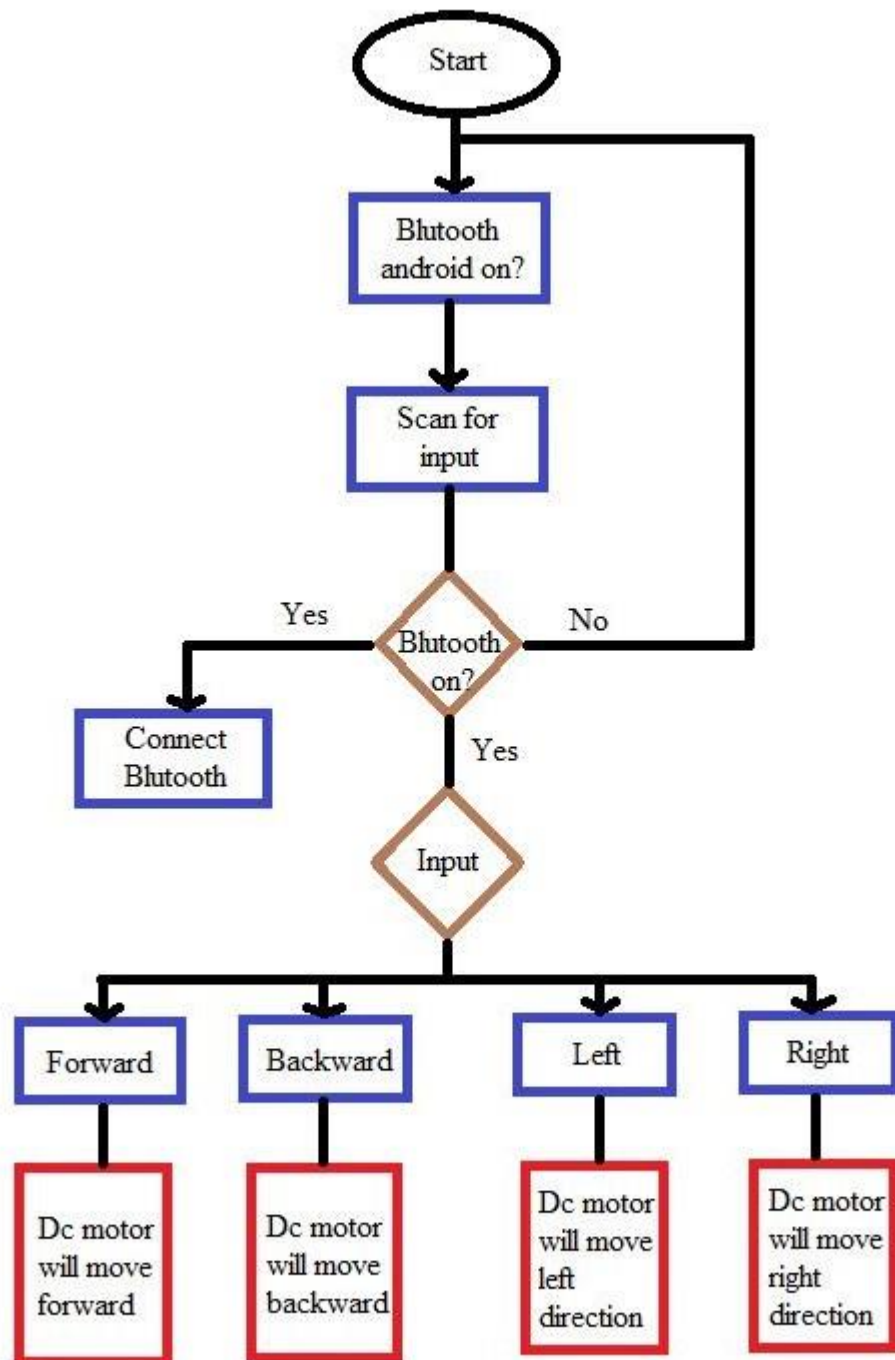 Start
Blutooth
android on?
Scan for
input
Yes
No
Blutooth
on?
Connect
Blutooth
Yes
Input
Forward
Backward
Left
Right
Dc motor
will move
forward
Dc motor
will move
backward
Dc motor
will move
left
direction
Dc motor
will move
right
direction